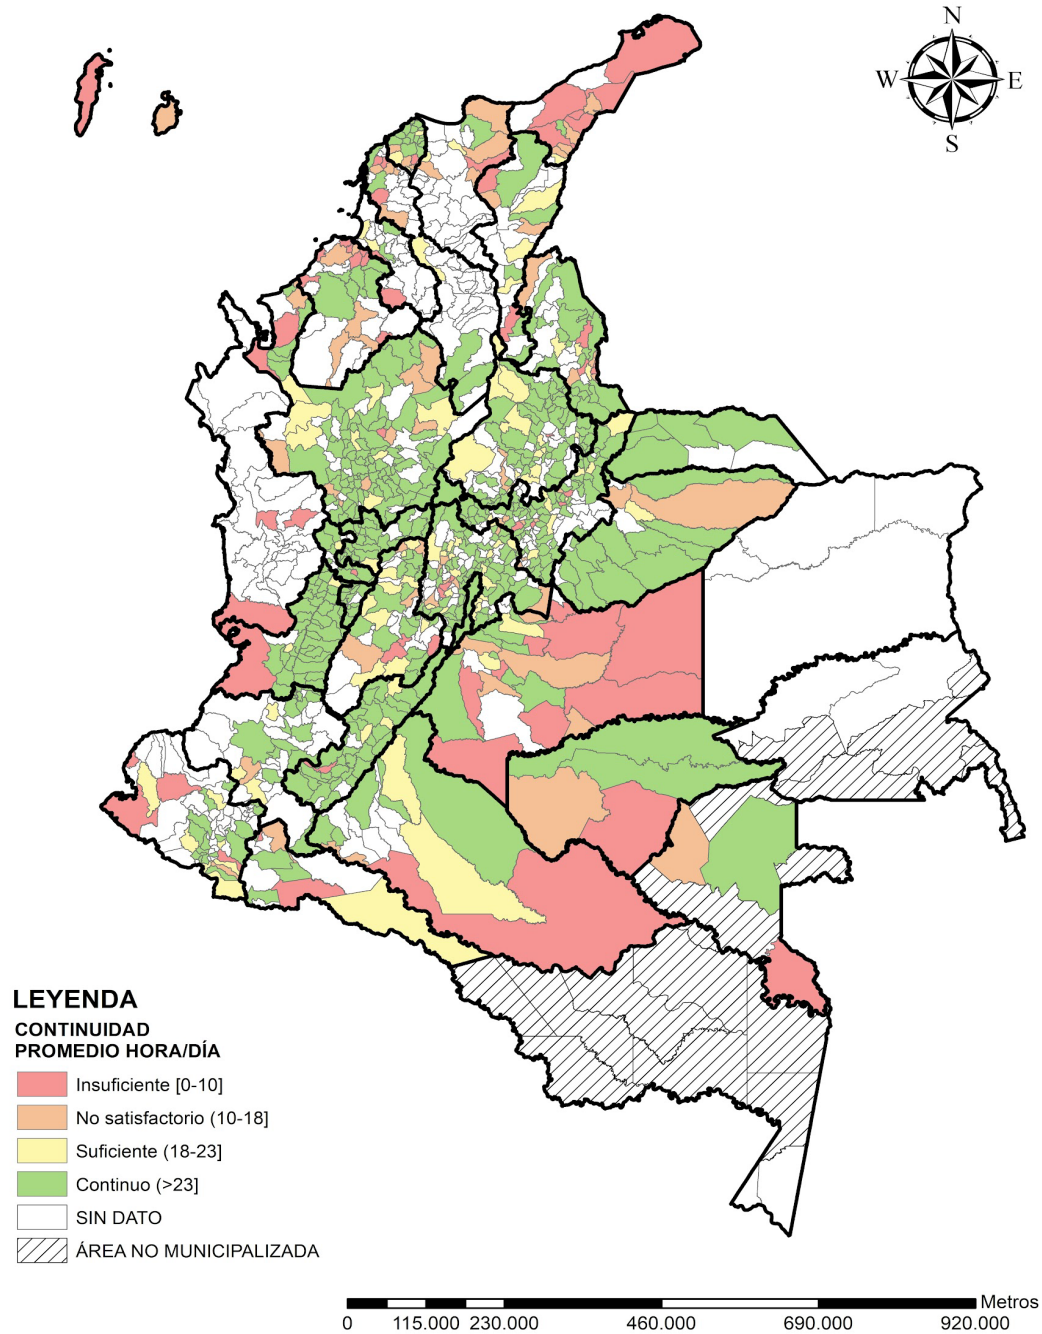 N
W E
S
LEYENDA
CONTINUIDAD
PROMEDIO HORA/DÍA
Insuficiente [0-10]
No satisfactorio (10-18]
Suficiente (18-23]
Continuo (>23]
SIN DATO
ÁREA NO MUNICIPALIZADA
Metros
0 115.000 230.000 460.000 690.000 920.000